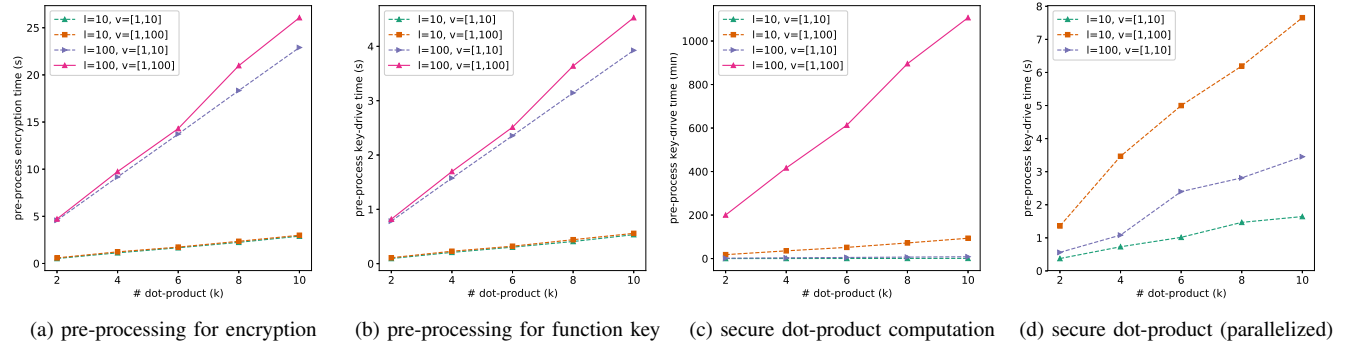 pre-process encryption time (s)
25
20
15
10
5
0
l=10, v=[1,10]
l=10, v=[1,100]
l=100, v=[1,10]
l=100, v=[1,100]
2 4 6 8 10
# dot-product (k)
(a) pre-processing for encryption
pre-process key-drive time (s)
4
3
2
1
0
l=10, v=[1,10]
l=10, v=[1,100]
l=100, v=[1,10]
l=100, v=[1,100]
2 4 6 8 10
# dot-product (k)
(b) pre-processing for function key
pre-process key-drive time (min)
1000
800
600
400
200
0
l=10, v=[1,10]
l=10, v=[1,100]
l=100, v=[1,10]
l=100, v=[1,100]
2 4 6 8 10
# dot-product (k)
(c) secure dot-product computation
pre-process key-drive time (s)
8
7
6
5
4
3
2
1
0
l=10, v=[1,10]
l=10, v=[1,100]
l=100, v=[1,10]
2 4 6 8 10
# dot-product (k)
(d) secure dot-product (parallelized)